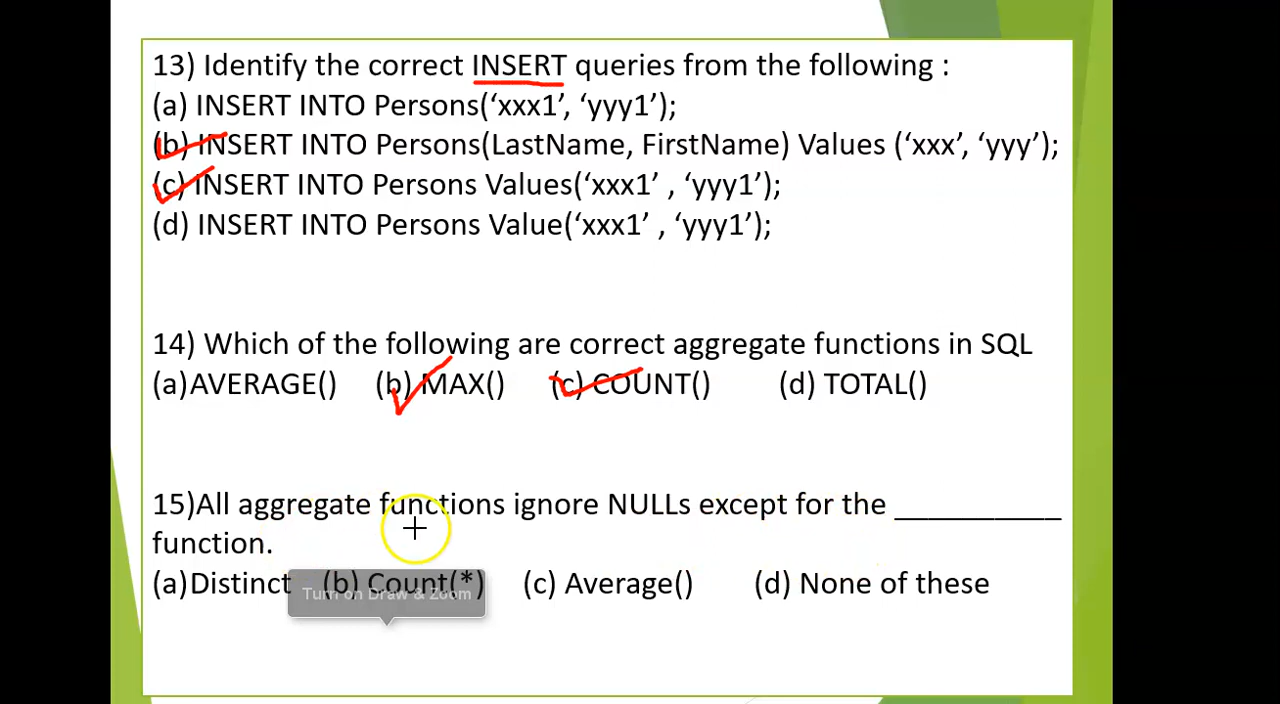 13) Identify the correct INSERT queries from the following :
(a) INSERT INTO Persons(‘xxx1’, ‘yyy1’);
(b) INSERT INTO Persons(LastName, FirstName) Values (‘xxx’, ‘yyy’);
(c) INSERT INTO Persons Values(‘xxx1’ , ‘yyy1’);
(d) INSERT INTO Persons Value(‘xxx1’ , ‘yyy1’);
14) Which of the following are correct aggregate functions in SQL
(a)AVERAGE() (b) MAX() (c) COUNT() (d) TOTAL()
15)All aggregate functions ignore NULLs except for the __________
function.
(a)Distinct (b) Count(*) (c) Average() (d) None of these
Turn on Draw & Zoom